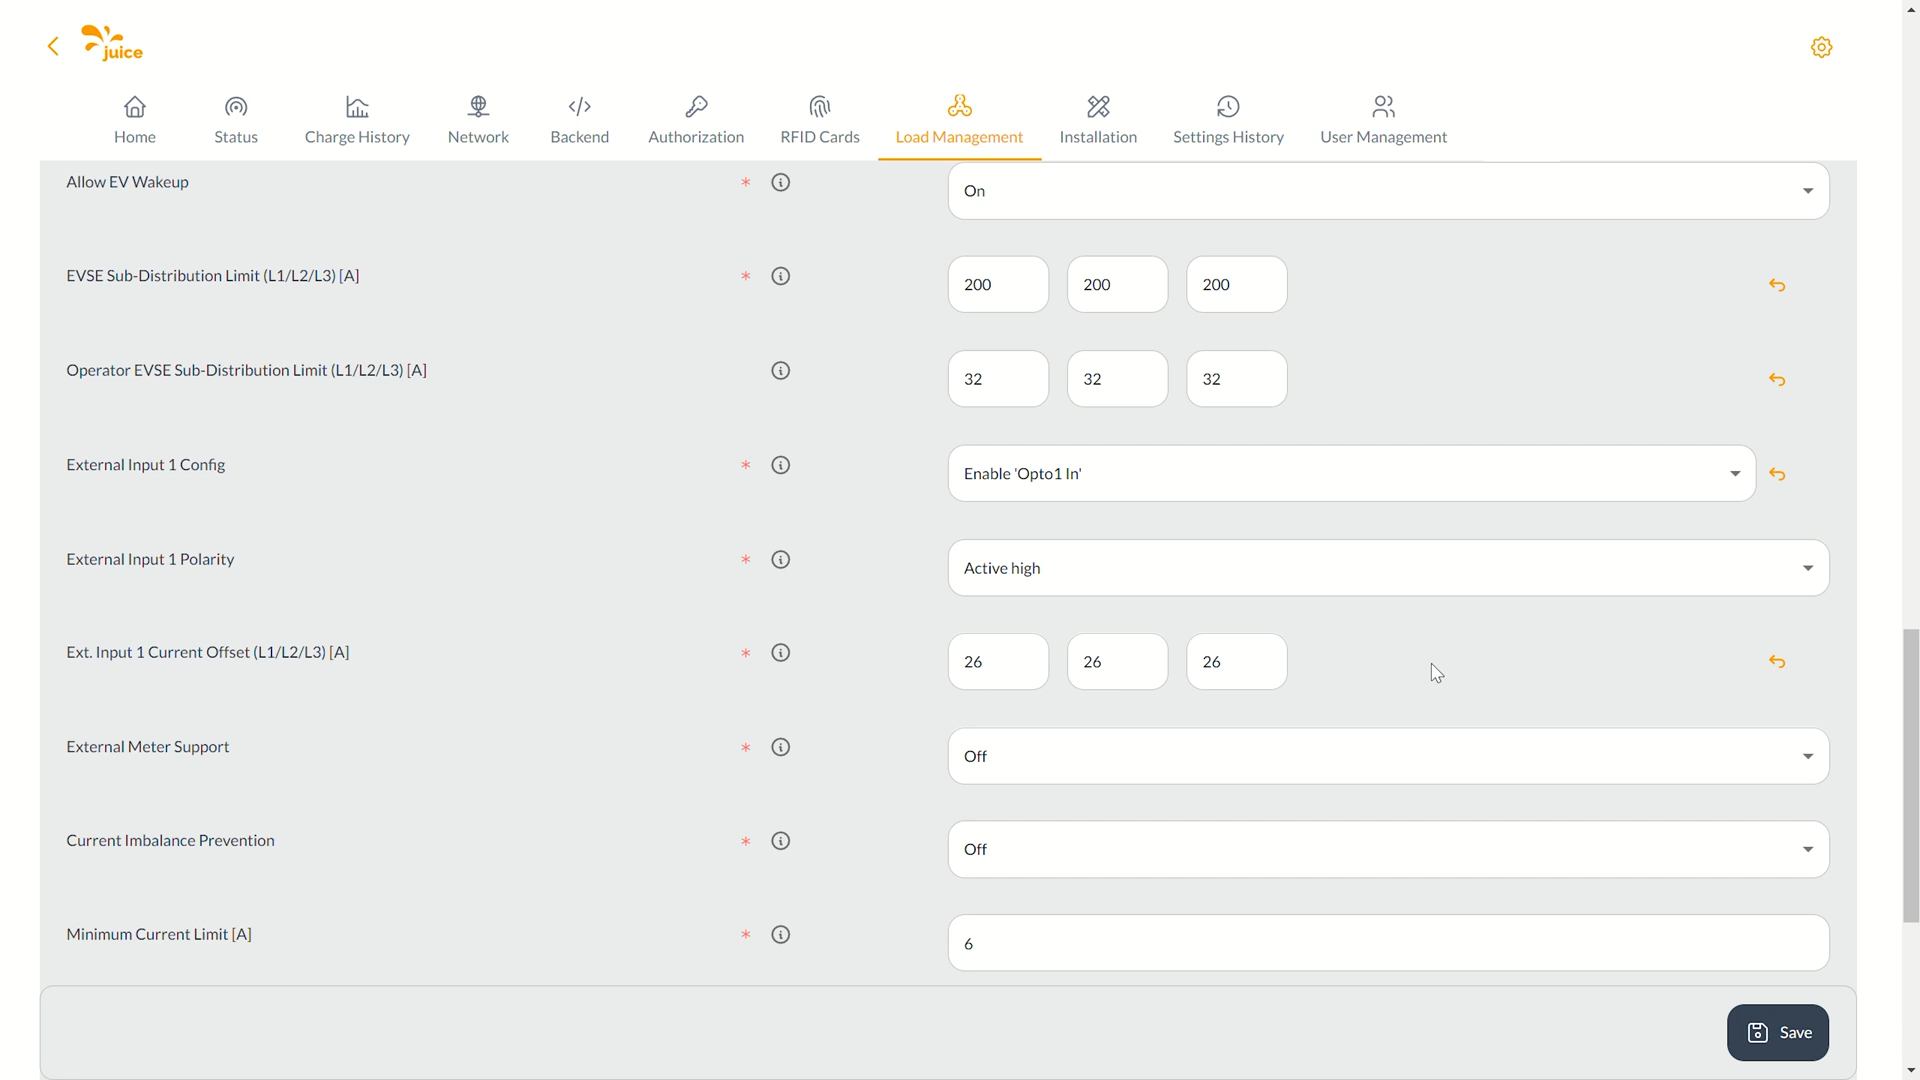 juice
Home
Status
Charge History
Network
Backend
Authorization
RFID Cards
Load Management
Installation
Settings History
User Management
Allow EV Wakeup * On
EVSE Sub-Distribution Limit (L1/L2/L3) [A] * 200 200 200
Operator EVSE Sub-Distribution Limit (L1/L2/L3) [A] 32 32 32
External Input 1 Config * Enable 'Opto1 In'
External Input 1 Polarity * Active high
Ext. Input 1 Current Offset (L1/L2/L3) [A] * 26 26 26
External Meter Support * Off
Current Imbalance Prevention * Off
Minimum Current Limit [A] * 6
Save